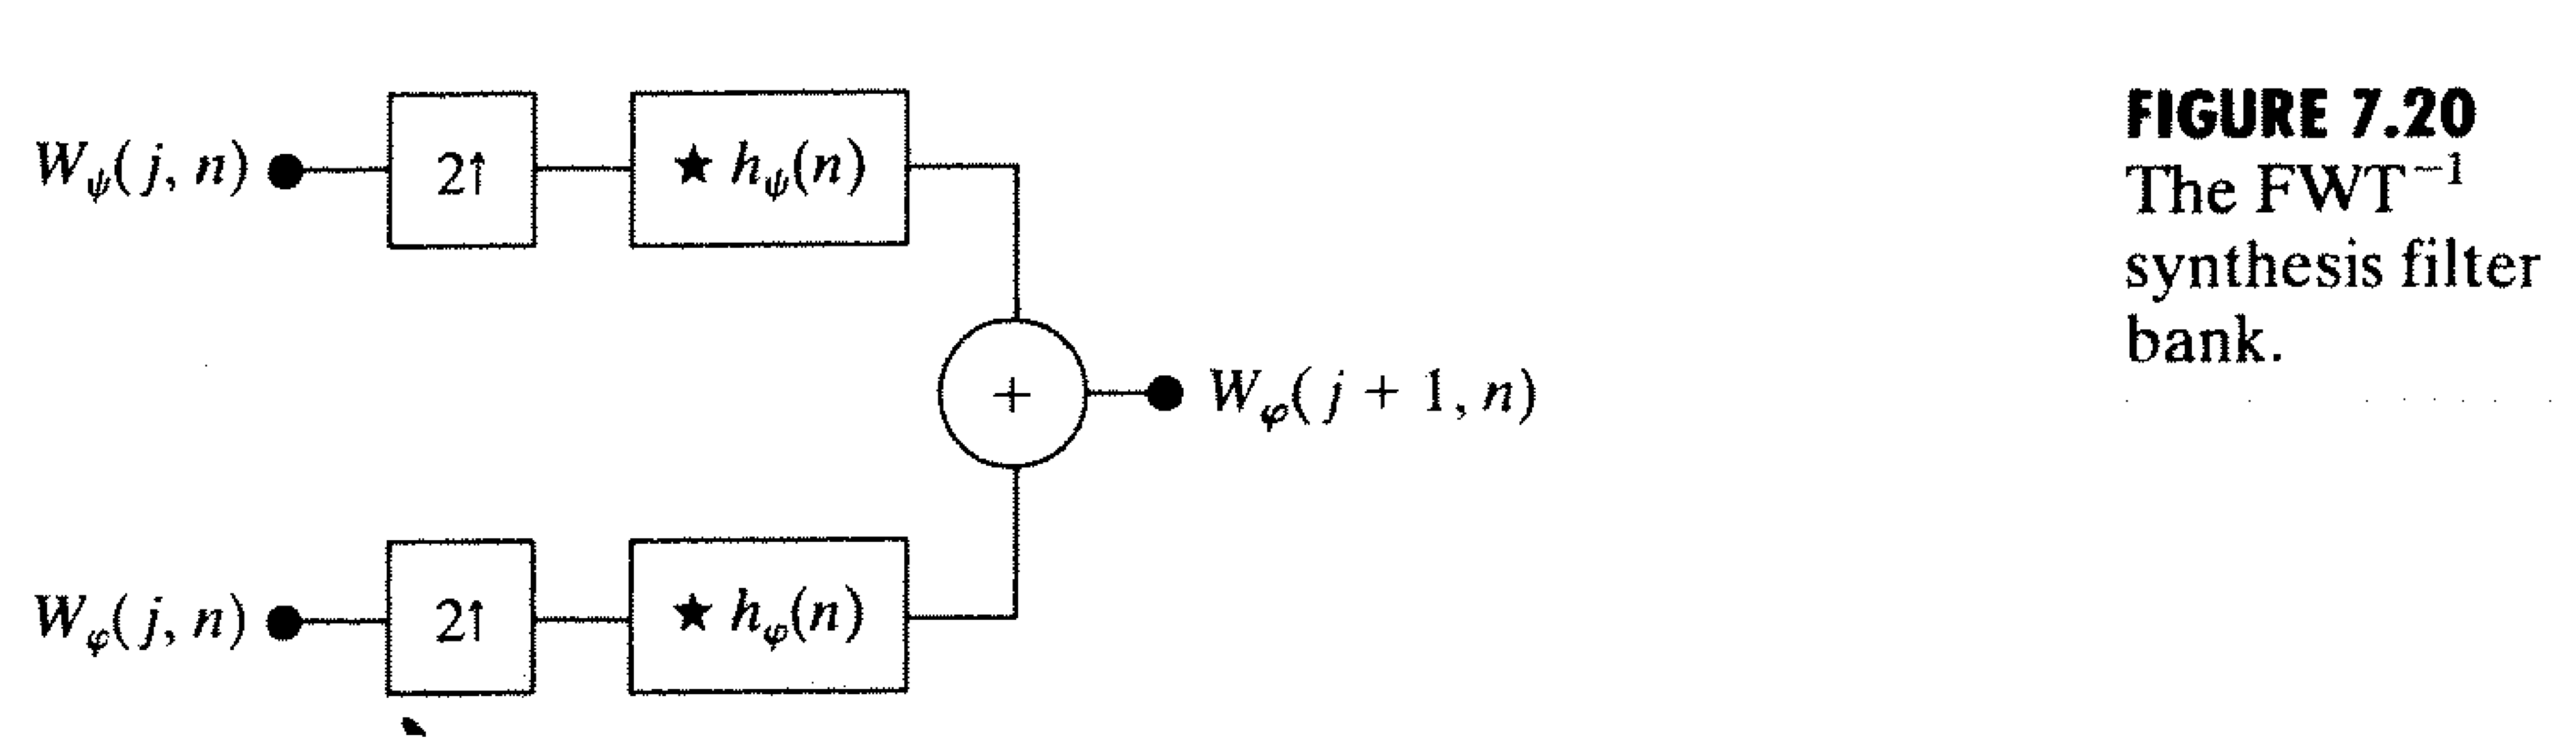 W_ψ(j, n)
2↑
★ h_ψ(n)
+
W_φ(j + 1, n)
W_φ(j, n)
2↑
★ h_φ(n)
FIGURE 7.20
The FWT⁻¹
synthesis filter
bank.